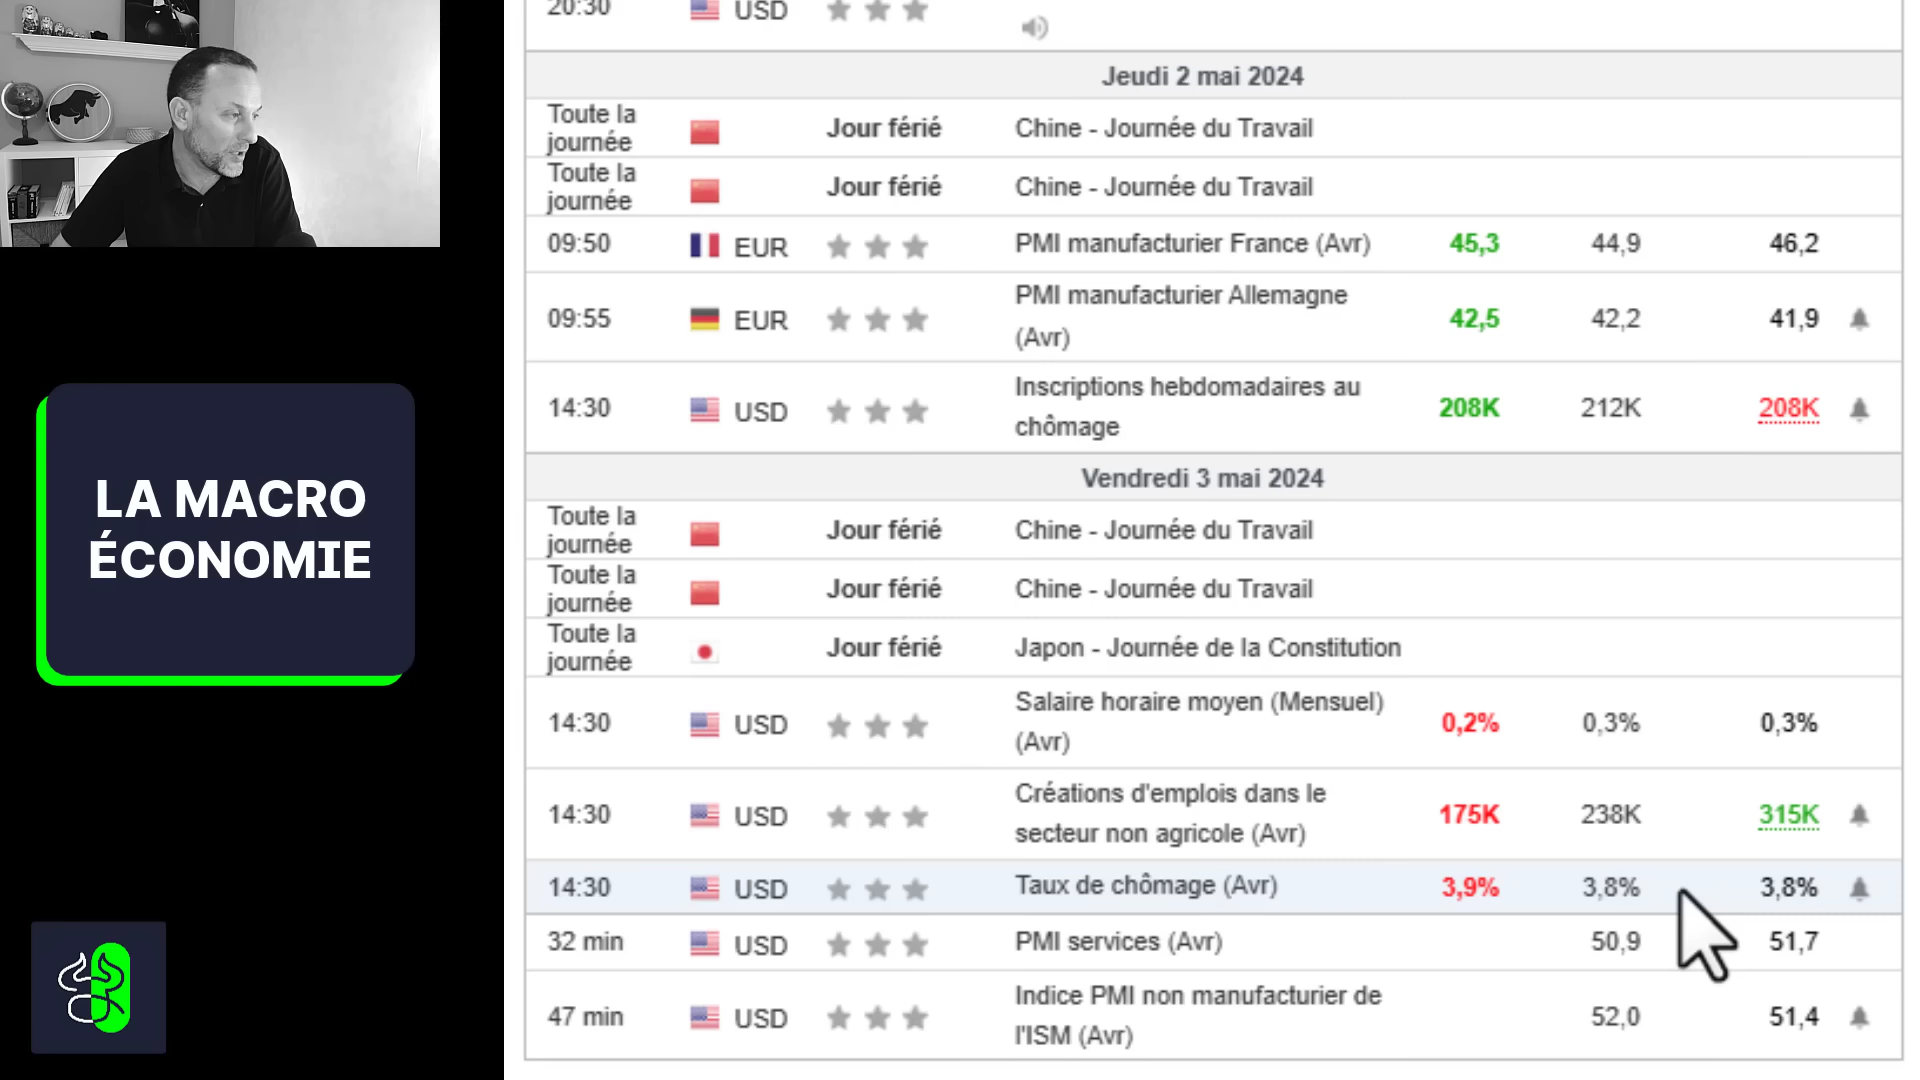 20:30 USD
Jeudi 2 mai 2024
Toute la journée Jour férié Chine - Journée du Travail
Toute la journée Jour férié Chine - Journée du Travail
09:50 EUR PMI manufacturier France (Avr) 45,3 44,9 46,2
09:55 EUR PMI manufacturier Allemagne (Avr) 42,5 42,2 41,9
14:30 USD Inscriptions hebdomadaires au chômage 208K 212K 208K
Vendredi 3 mai 2024
Toute la journée Jour férié Chine - Journée du Travail
Toute la journée Jour férié Chine - Journée du Travail
Toute la journée Jour férié Japon - Journée de la Constitution
14:30 USD Salaire horaire moyen (Mensuel) (Avr) 0,2% 0,3% 0,3%
14:30 USD Créations d'emplois dans le secteur non agricole (Avr) 175K 238K 315K
14:30 USD Taux de chômage (Avr) 3,9% 3,8% 3,8%
32 min USD PMI services (Avr) 50,9 51,7
47 min USD Indice PMI non manufacturier de l'ISM (Avr) 52,0 51,4
LA MACRO
ÉCONOMIE